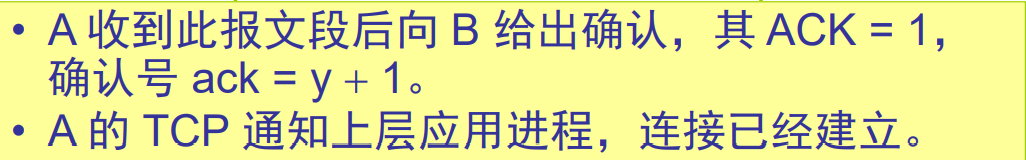 • A 收到此报文段后向 B 给出确认，其 ACK = 1，
确认号 ack = y + 1。
• A 的 TCP 通知上层应用进程，连接已经建立。